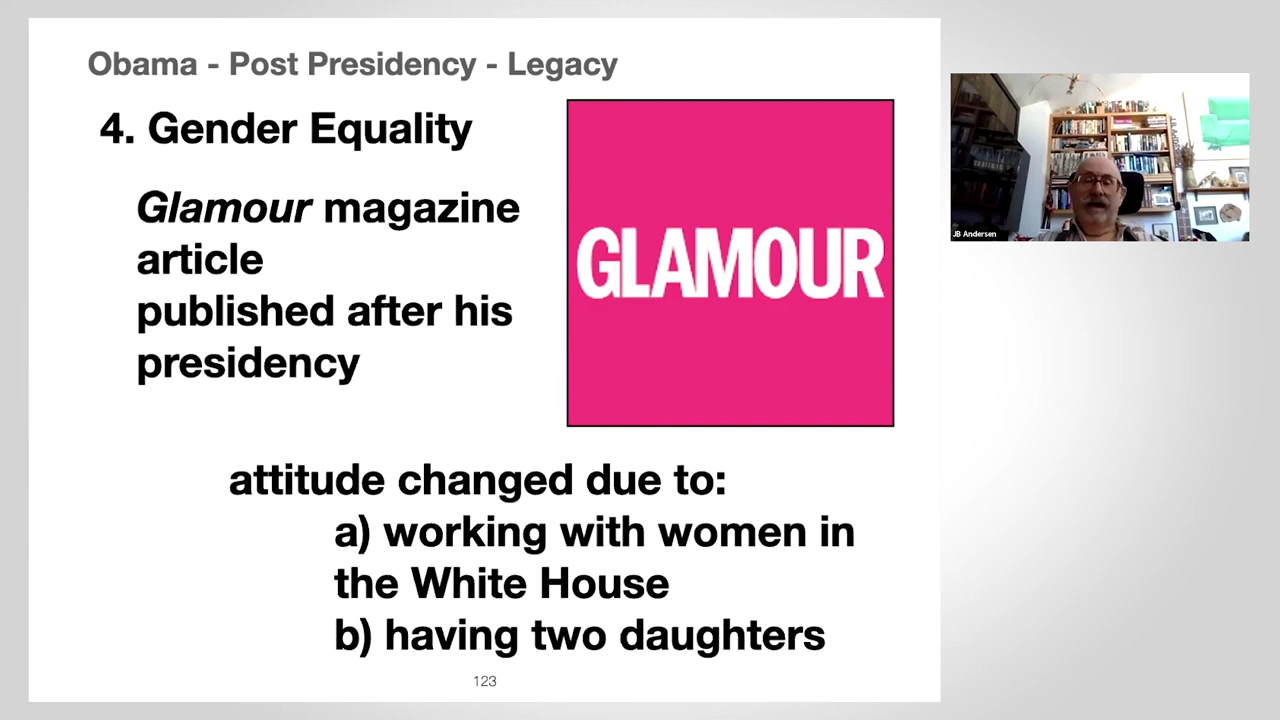 Obama - Post Presidency - Legacy
4. Gender Equality
Glamour magazine
article
published after his
presidency
GLAMOUR
attitude changed due to:
a) working with women in
the White House
b) having two daughters
123
JB Andersen